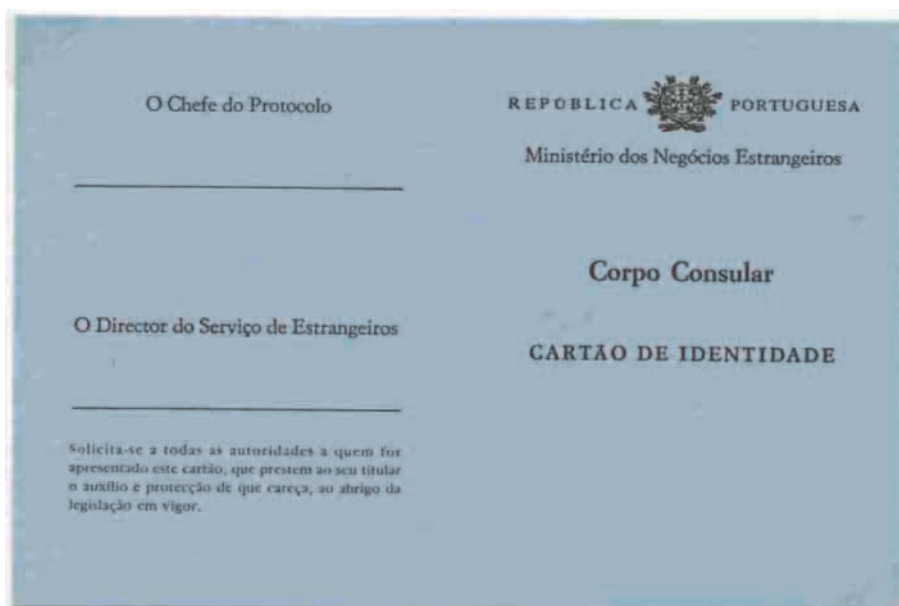 O Chefe do Protocolo
O Director do Serviço de Estrangeiros
Solicita-se a todas as autoridades a quem for
apresentado este cartão, que prestem ao seu titular
o auxílio e protecção de que careça, ao abrigo da
legislação em vigor.
REPÚBLICA PORTUGUESA
Ministério dos Negócios Estrangeiros
Corpo Consular
CARTÃO DE IDENTIDADE